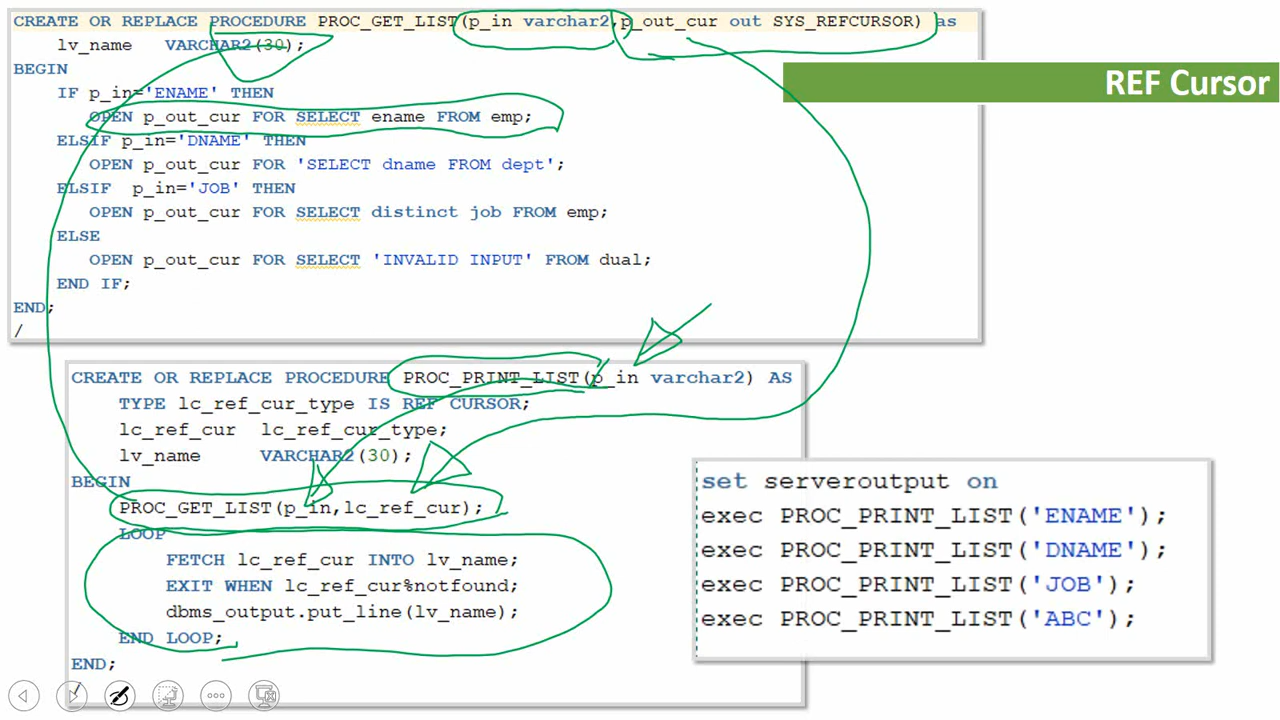 CREATE OR REPLACE PROCEDURE PROC_GET_LIST(p_in varchar2,p_out_cur out SYS_REFCURSOR) as
lv_name VARCHAR2(30);
BEGIN
IF p_in='ENAME' THEN
OPEN p_out_cur FOR SELECT ename FROM emp;
ELSIF p_in='DNAME' THEN
OPEN p_out_cur FOR 'SELECT dname FROM dept';
ELSIF p_in='JOB' THEN
OPEN p_out_cur FOR SELECT distinct job FROM emp;
ELSE
OPEN p_out_cur FOR SELECT 'INVALID INPUT' FROM dual;
END IF;
END;
/
REF Cursor
CREATE OR REPLACE PROCEDURE PROC_PRINT_LIST(p_in varchar2) AS
TYPE lc_ref_cur_type IS REF CURSOR;
lc_ref_cur lc_ref_cur_type;
lv_name VARCHAR2(30);
BEGIN
PROC_GET_LIST(p_in,lc_ref_cur);
LOOP
FETCH lc_ref_cur INTO lv_name;
EXIT WHEN lc_ref_cur%notfound;
dbms_output.put_line(lv_name);
END LOOP;
END;
set serveroutput on
exec PROC_PRINT_LIST('ENAME');
exec PROC_PRINT_LIST('DNAME');
exec PROC_PRINT_LIST('JOB');
exec PROC_PRINT_LIST('ABC');